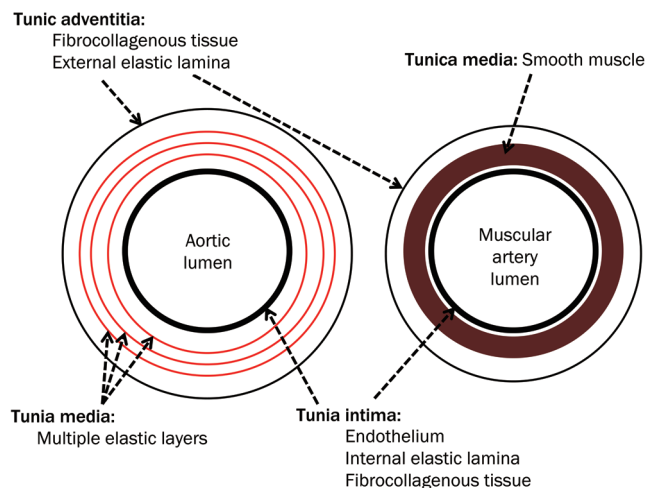 Tunic adventitia:
Fibrocollagenous tissue
External elastic lamina
Tunica media: Smooth muscle
Aortic
lumen
Muscular
artery
lumen
Tunia media:
Multiple elastic layers
Tunia intima:
Endothelium
Internal elastic lamina
Fibrocollagenous tissue